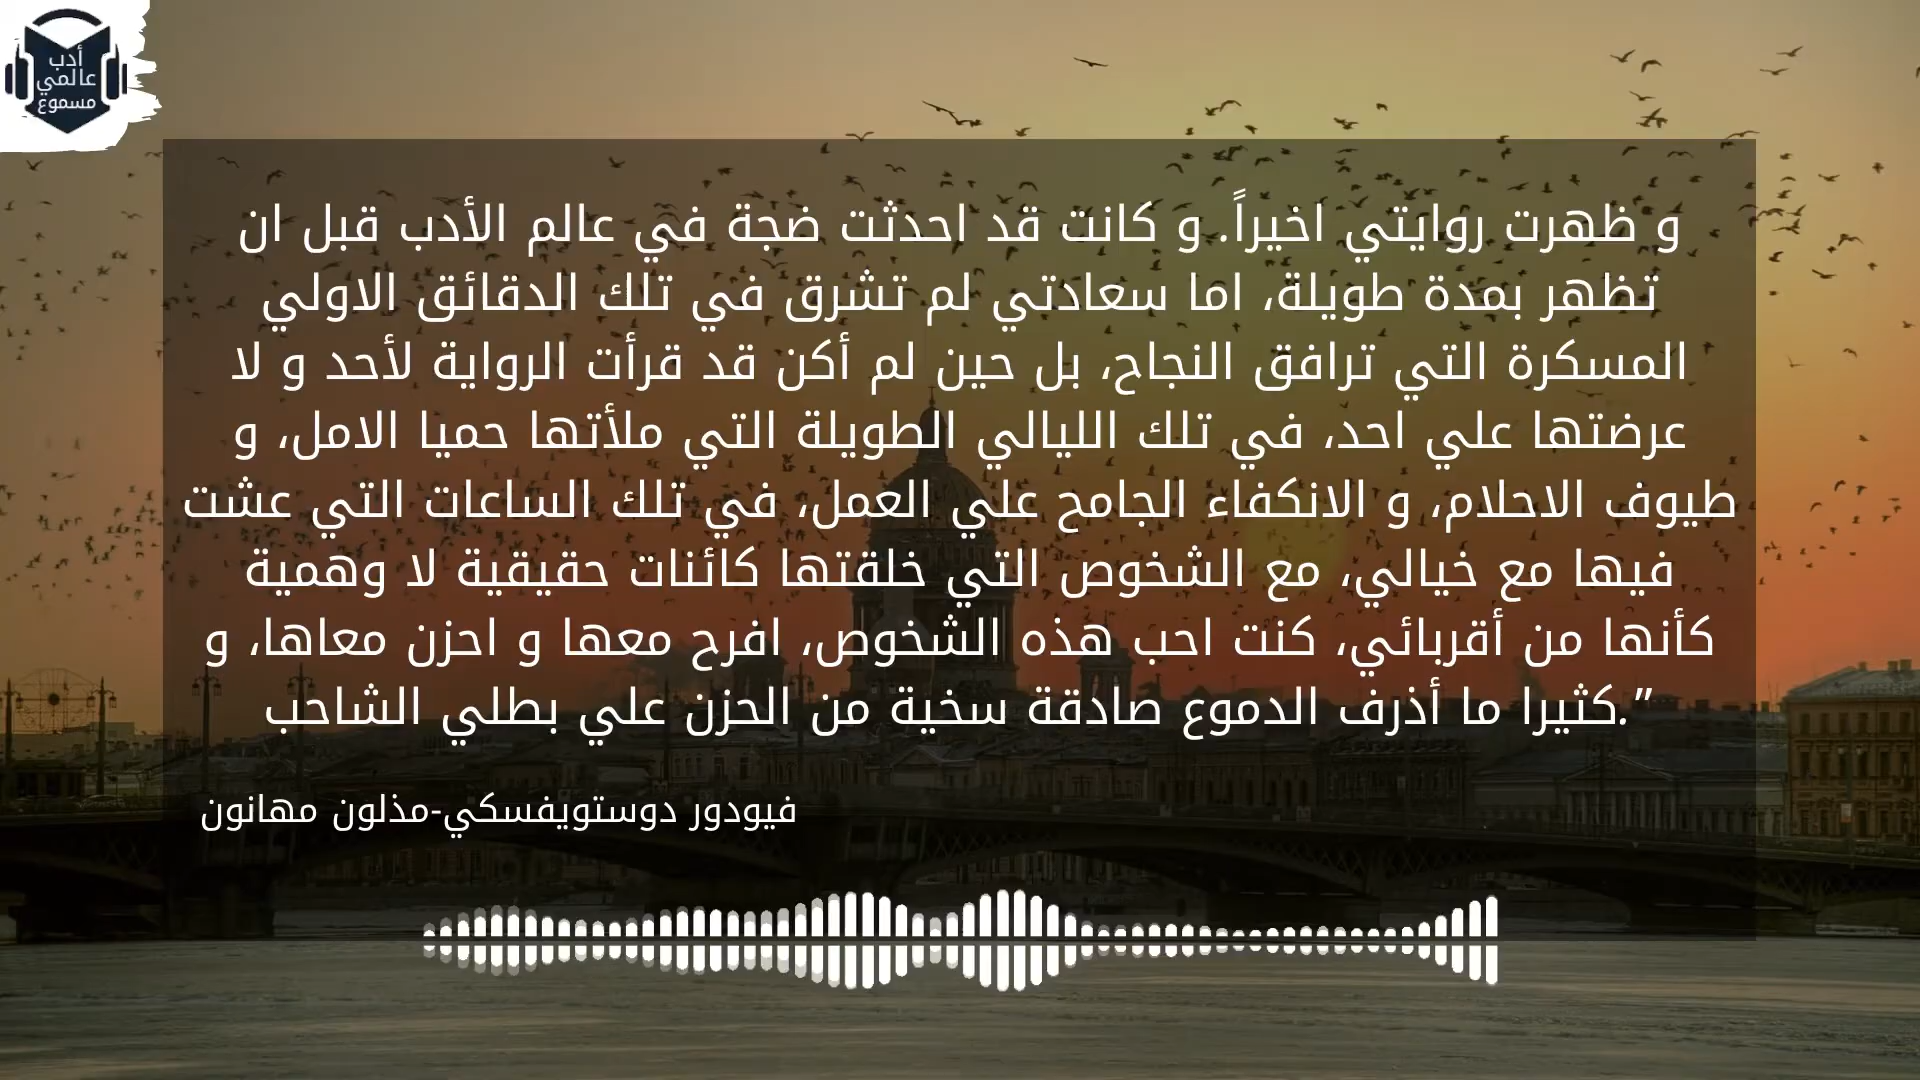 أدب
عالمي
مسموع
و ظهرت روايتي اخيراً. و كانت قد احدثت ضجة في عالم الأدب قبل ان
تظهر بمدة طويلة، اما سعادتي لم تشرق في تلك الدقائق الاولي
المسكرة التي ترافق النجاح، بل حين لم أكن قد قرأت الرواية لأحد و لا
عرضتها علي احد، في تلك الليالي الطويلة التي ملأتها حميا الامل، و
طيوف الاحلام، و الانكفاء الجامح علي العمل، في تلك الساعات التي عشت
فيها مع خيالي، مع الشخوص التي خلقتها كائنات حقيقية لا وهمية
كأنها من أقربائي، كنت احب هذه الشخوص، افرح معها و احزن معاها، و
كثيرا ما أذرف الدموع صادقة سخية من الحزن علي بطلي الشاحب.”
فيودور دوستويفسكي-مذلون مهانون